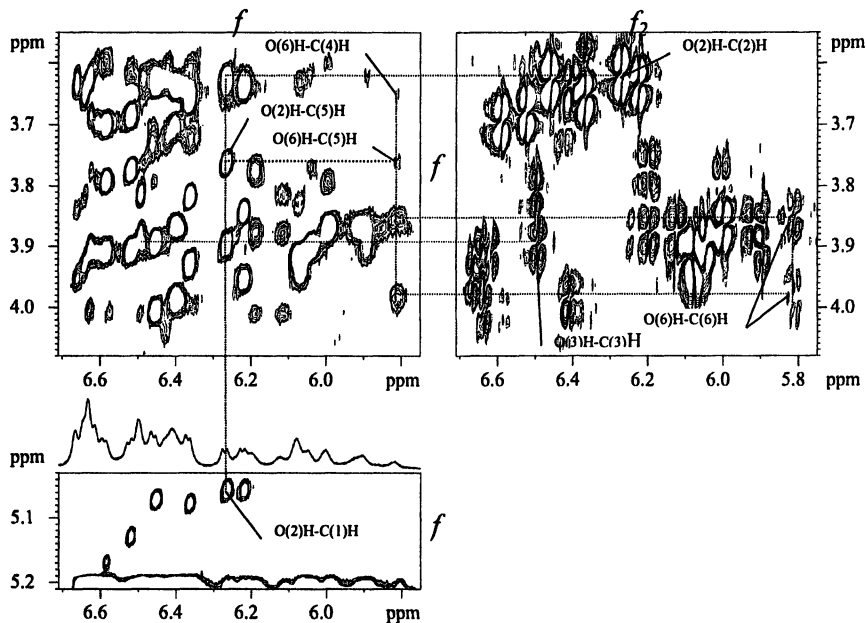 f
f₂
ppm
3.7
3.8
3.9
4.0
O(6)H-C(4)H
O(2)H-C(5)H
O(6)H-C(5)H
f
6.6
6.4
6.2
6.0
ppm
ppm
3.7
3.8
3.9
4.0
O(2)H-C(2)H
O(6)H-C(6)H
O(3)H-C(3)H
6.6
6.4
6.2
6.0
5.8
ppm
ppm
5.1
5.2
O(2)H-C(1)H
f
6.6
6.4
6.2
6.0
ppm